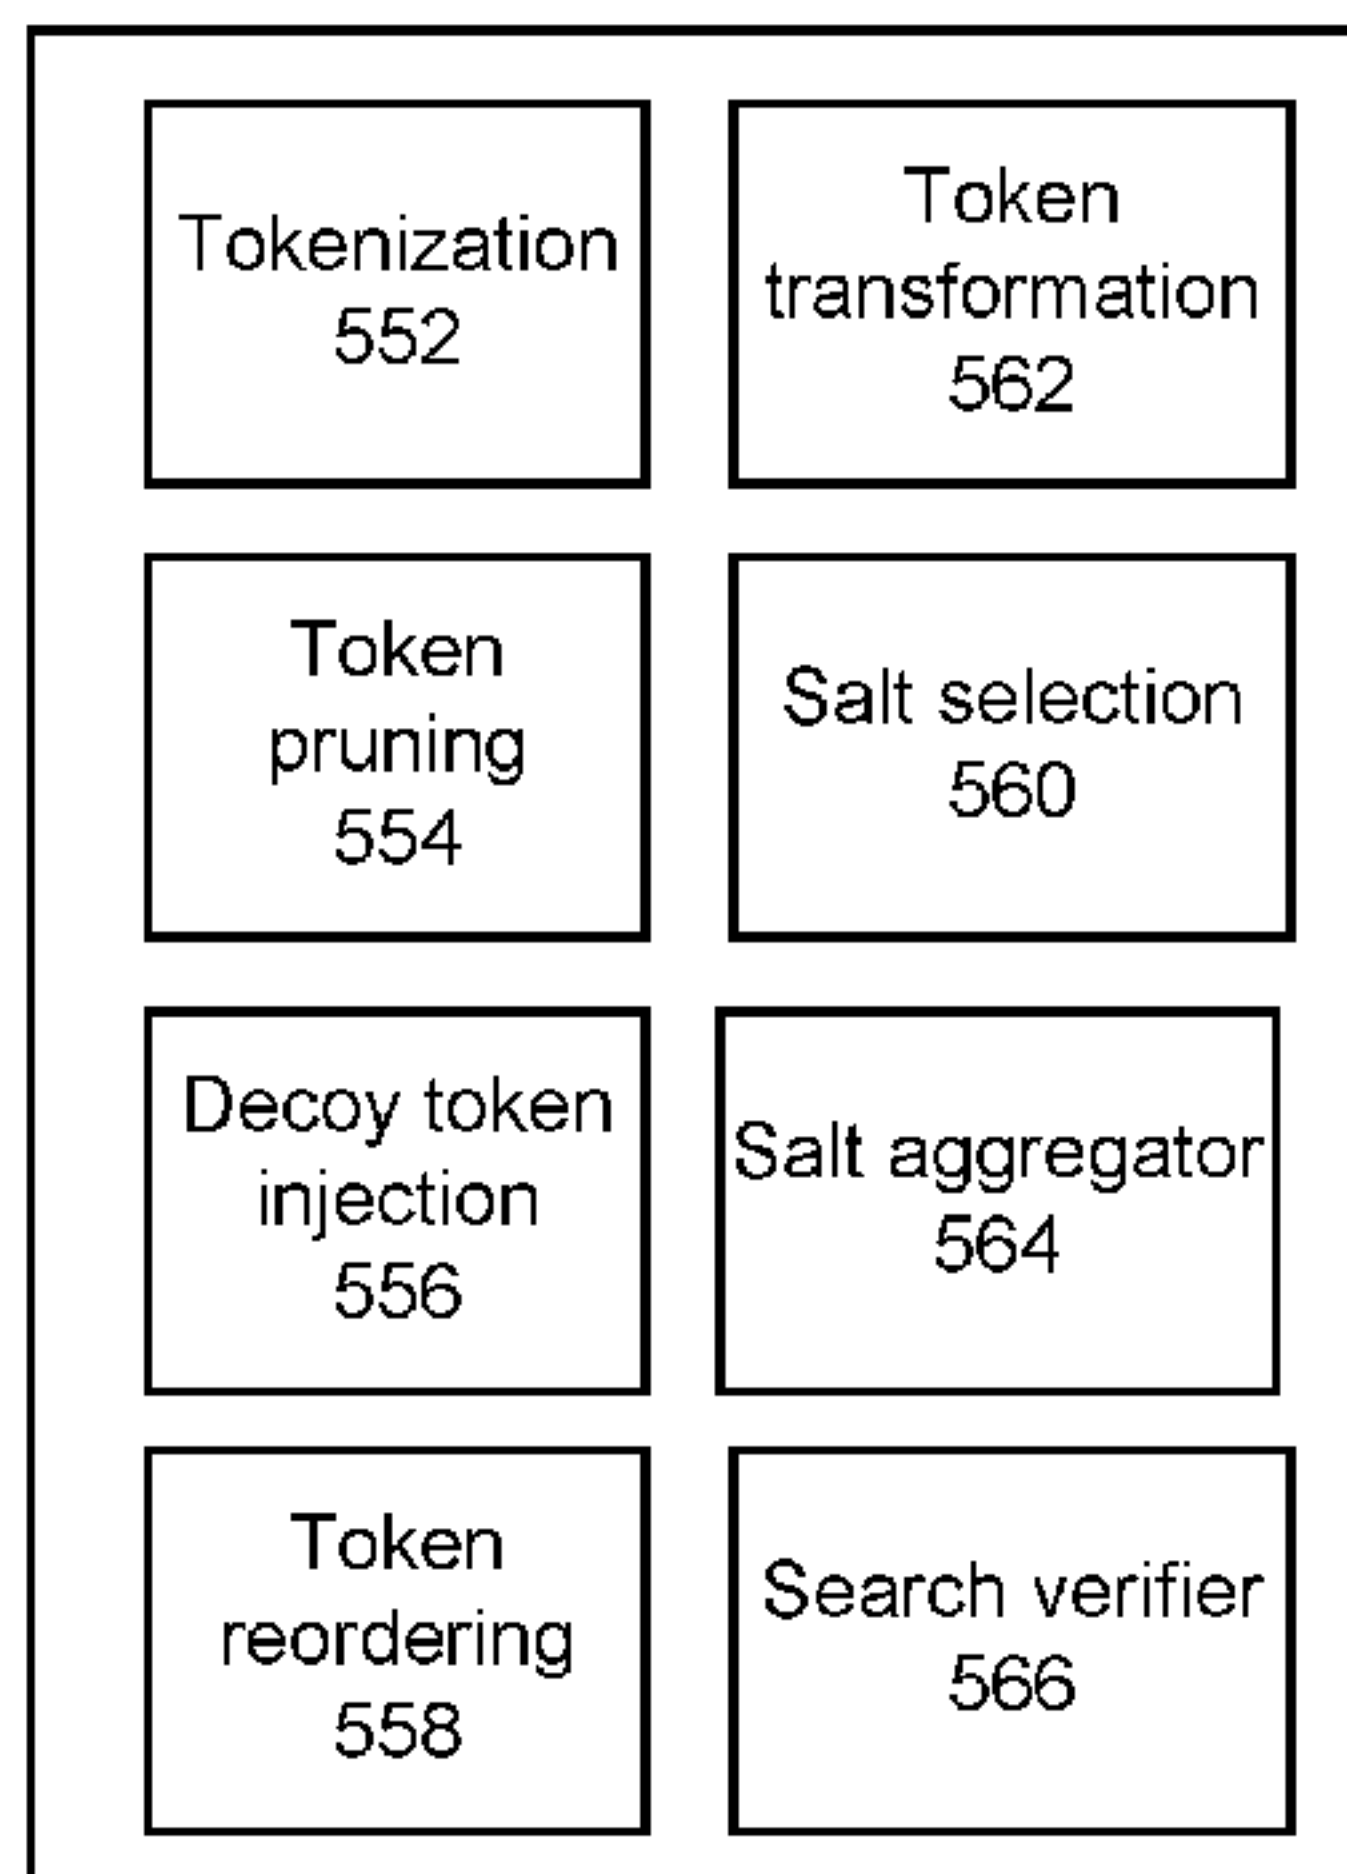 Tokenization
552
Token
transformation
562
Token
pruning
554
Salt selection
560
Decoy token
injection
556
Salt aggregator
564
Token
reordering
558
Search verifier
566